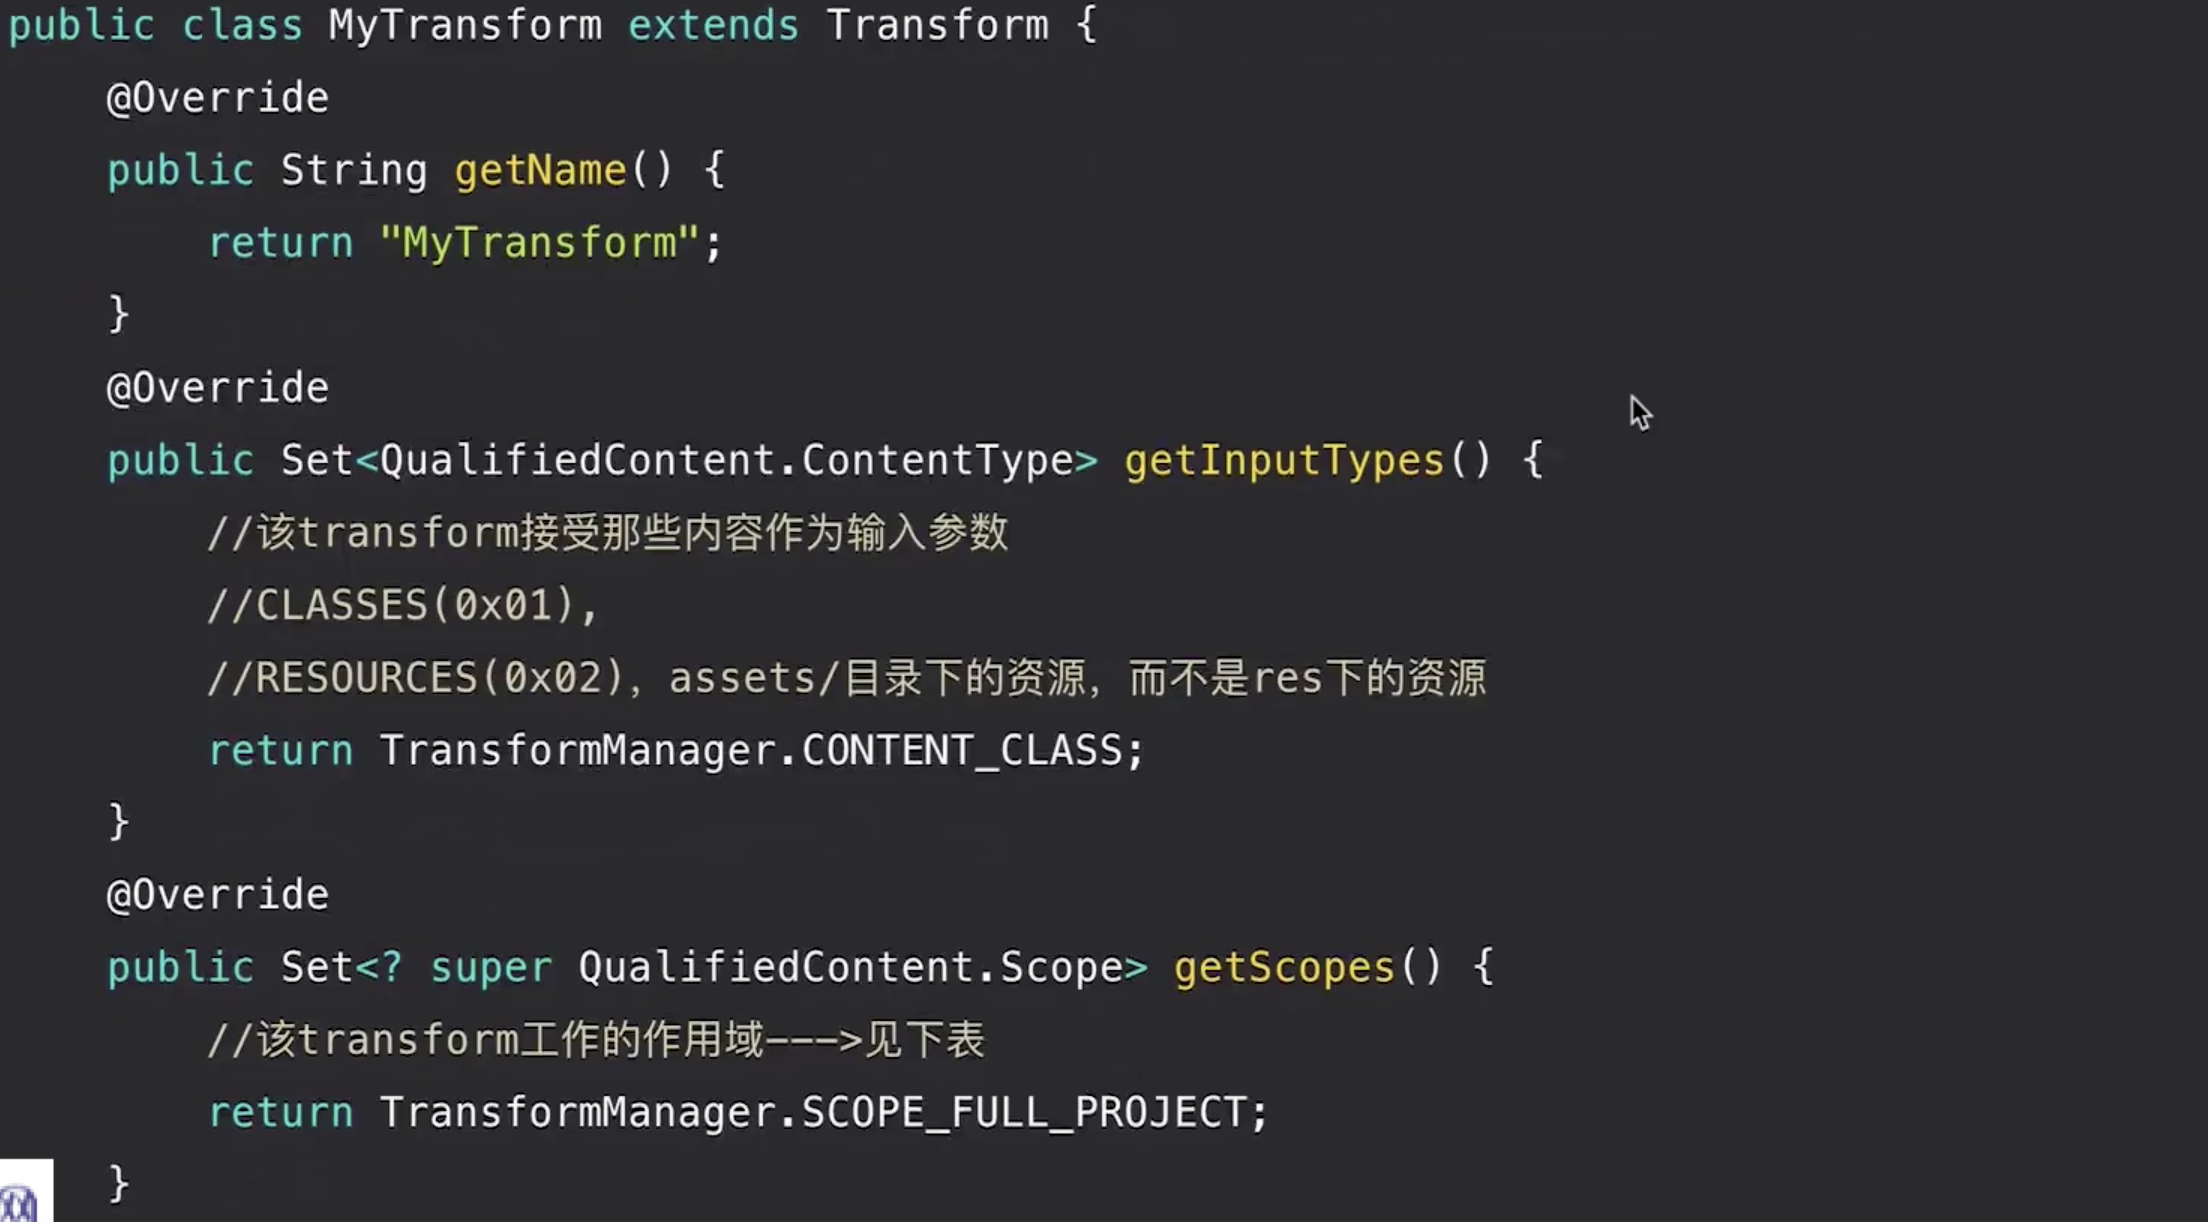 public class MyTransform extends Transform {
@Override
public String getName() {
return "MyTransform";
}
@Override
public Set<QualifiedContent.ContentType> getInputTypes() {
//该transform接受那些内容作为输入参数
//CLASSES(0x01),
//RESOURCES(0x02)，assets/目录下的资源，而不是res下的资源
return TransformManager.CONTENT_CLASS;
}
@Override
public Set<? super QualifiedContent.Scope> getScopes() {
//该transform工作的作用域--->见下表
return TransformManager.SCOPE_FULL_PROJECT;
}